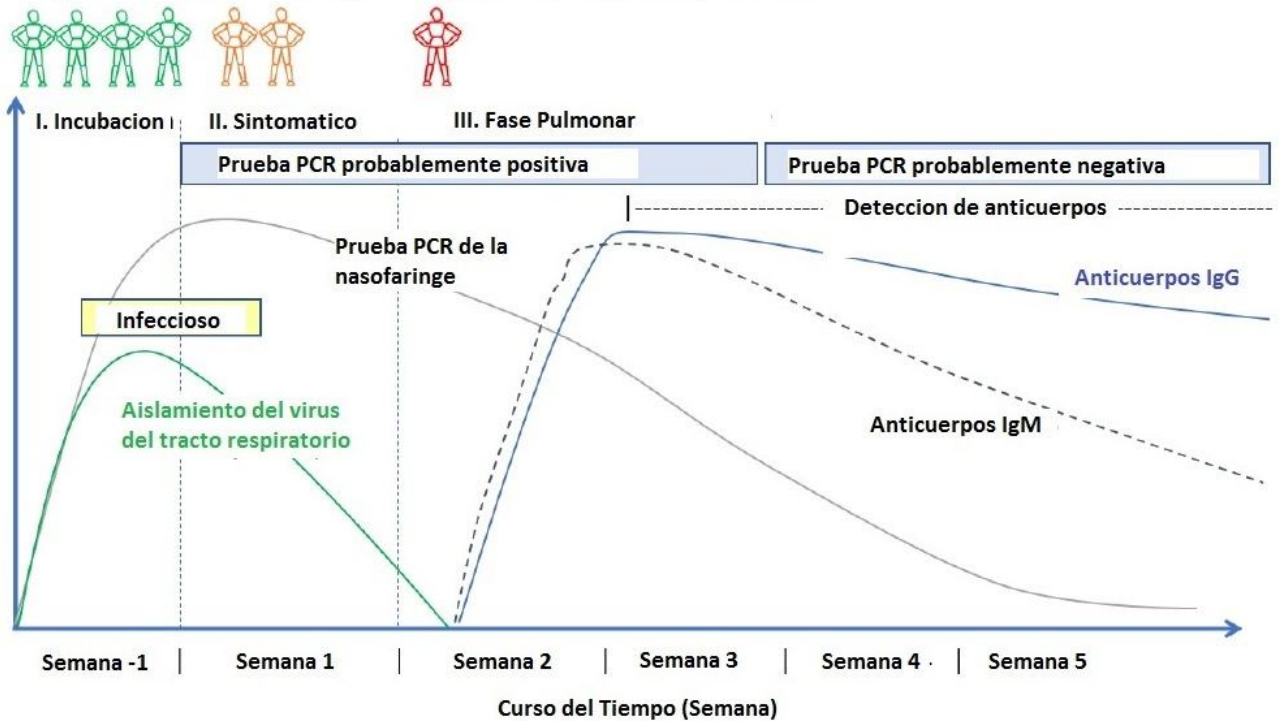 I. Incubacion
II. Sintomatico
III. Fase Pulmonar
Prueba PCR probablemente positiva
Prueba PCR probablemente negativa
Deteccion de anticuerpos
Prueba PCR de la
nasofaringe
Anticuerpos IgG
Infeccioso
Aislamiento del virus
del tracto respiratorio
Anticuerpos IgM
Semana -1 | Semana 1 | Semana 2 | Semana 3 | Semana 4 | Semana 5
Curso del Tiempo (Semana)